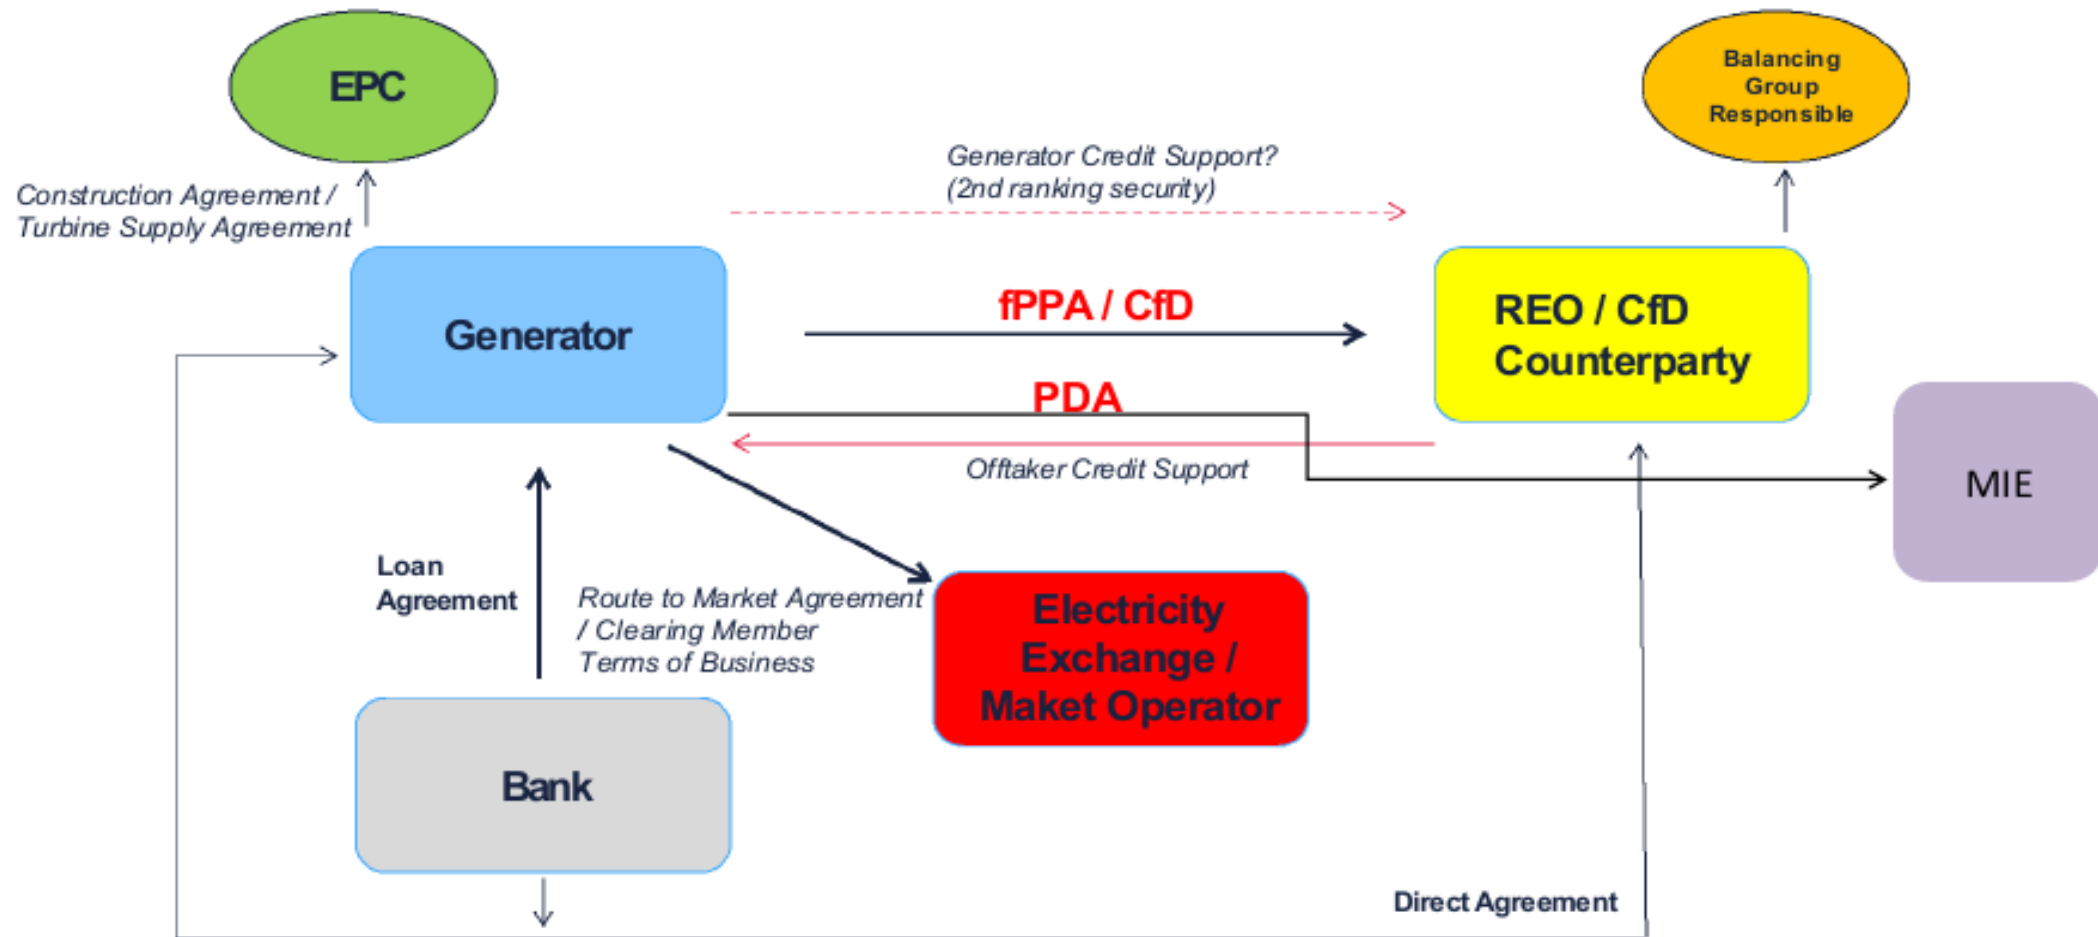 EPC
Balancing
Group
Responsible
Construction Agreement /
Turbine Supply Agreement
Generator Credit Support?
(2nd ranking security)
Generator
fPPA / CfD
REO / CfD
Counterparty
PDA
Offtaker Credit Support
MIE
Loan
Agreement
Route to Market Agreement
/ Clearing Member
Terms of Business
Electricity
Exchange /
Maket Operator
Bank
Direct Agreement